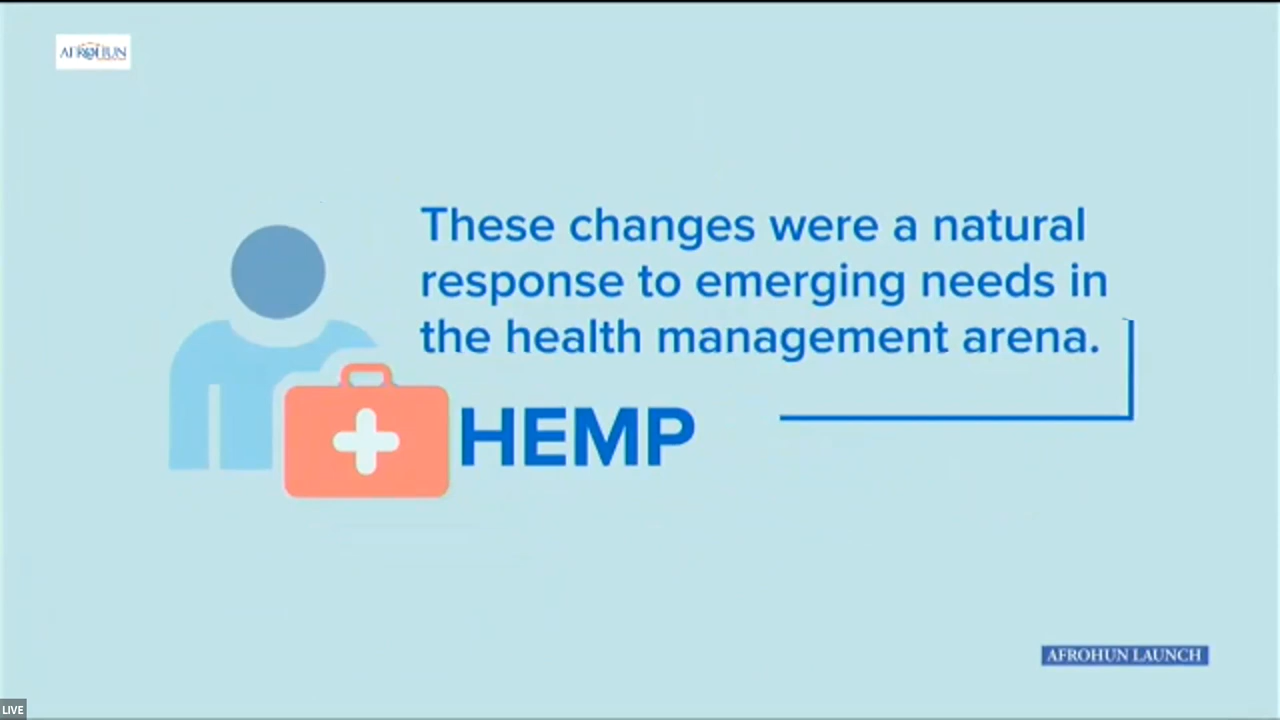 AFROHUN
These changes were a natural
response to emerging needs in
the health management arena.
HEMP
AFROHUN LAUNCH
LIVE